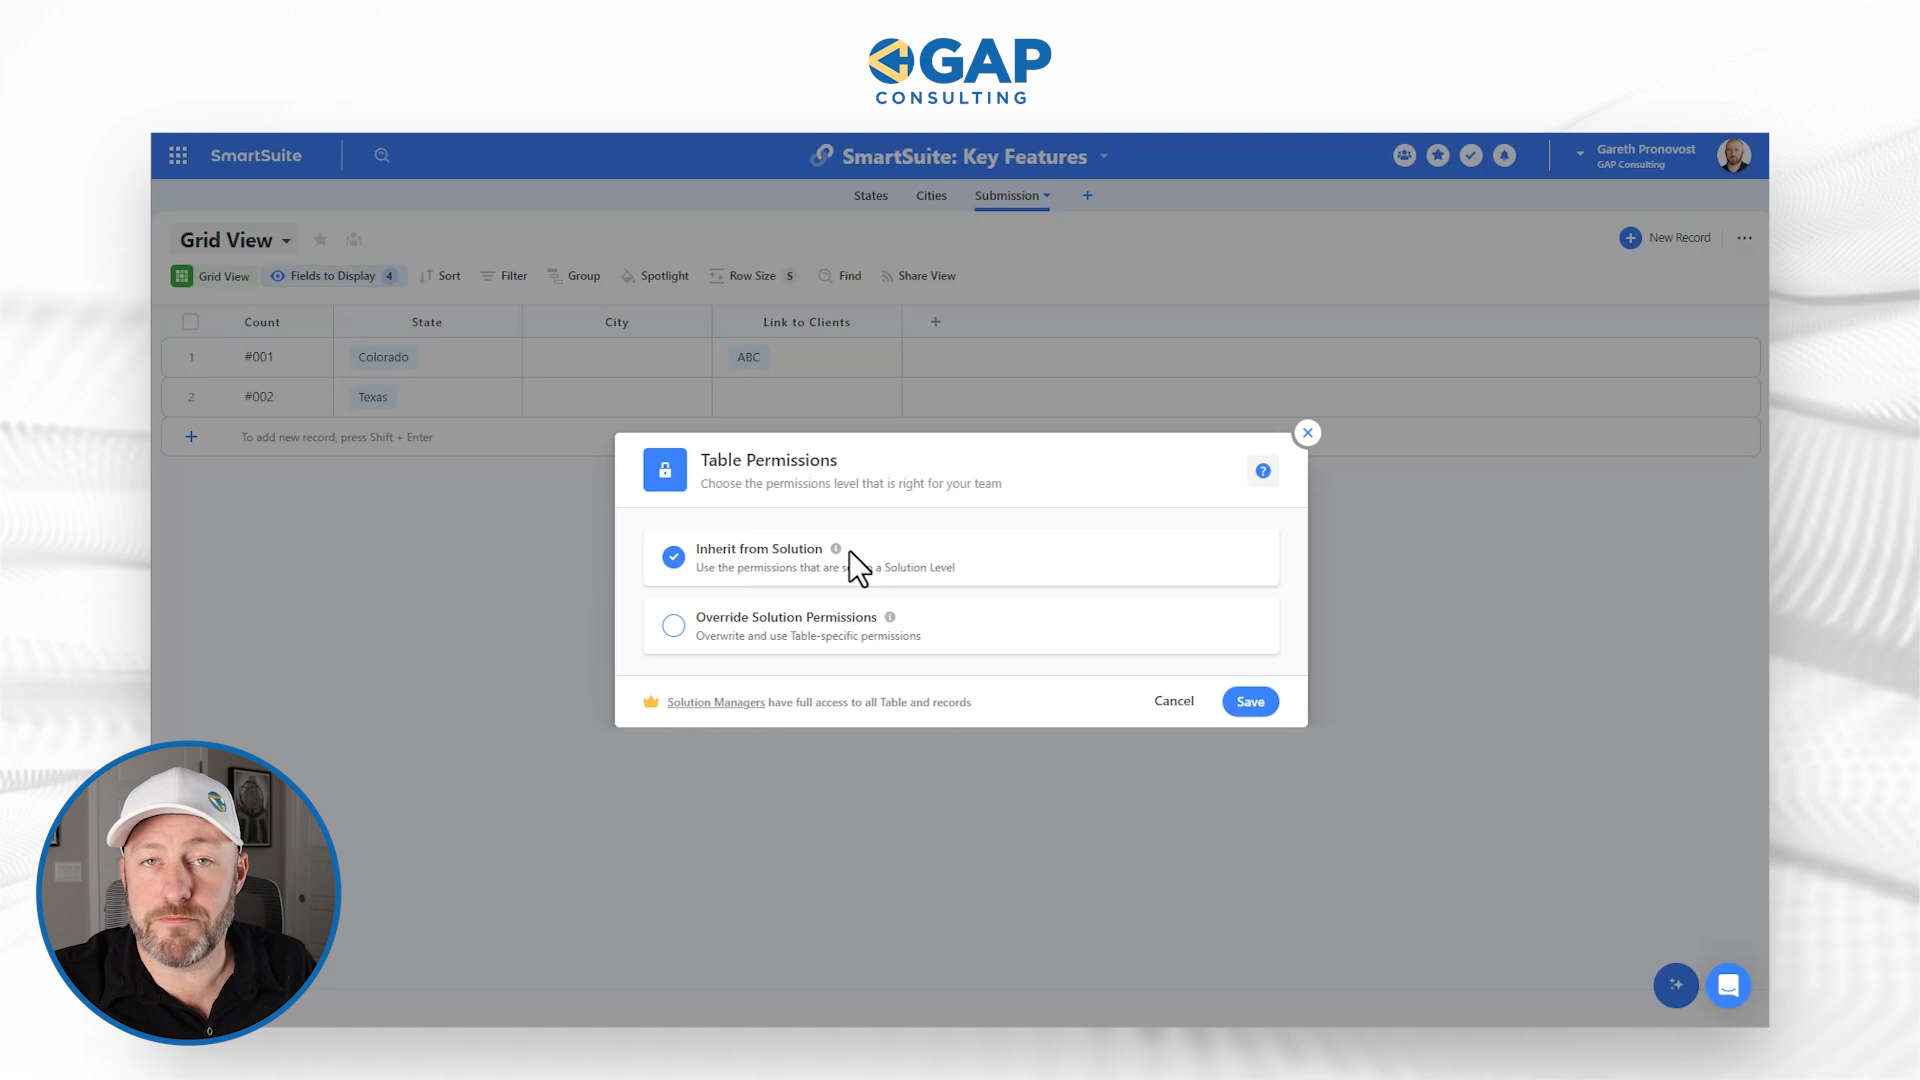 GAP
CONSULTING
SmartSuite
SmartSuite: Key Features
Gareth Pronovost
GAP Consulting
States
Cities
Submission
Grid View
New Record
Grid View
Fields to Display 4
Sort
Filter
Group
Spotlight
Row Size S
Find
Share View
Count
State
City
Link to Clients
1
#001
Colorado
ABC
2
#002
Texas
To add new record, press Shift + Enter
Table Permissions
Choose the permissions level that is right for your team
?
Inherit from Solution
Use the permissions that are a Solution Level
Override Solution Permissions
Overwrite and use Table-specific permissions
Solution Managers have full access to all Table and records
Cancel
Save